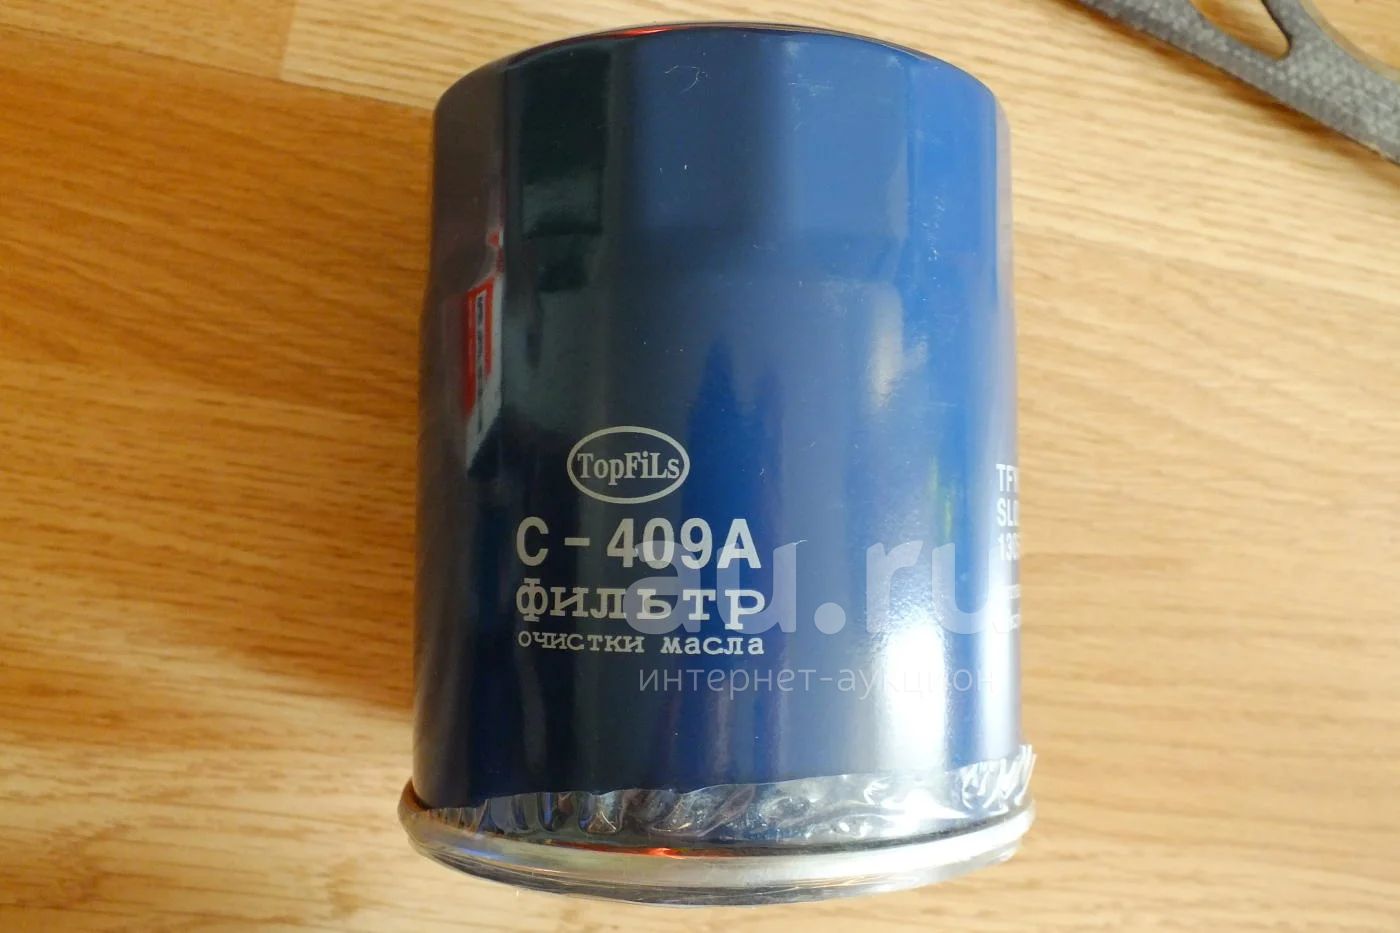 TopFiLs
C - 409A
ФИЛЬТР
ОЧИСТКИ МАСЛА
au.ru
интернет-аукцион